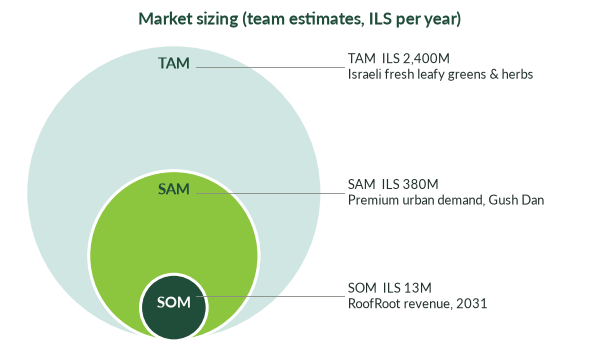 Market sizing (team estimates, ILS per year)
TAM
TAM ILS 2,400M
Israeli fresh leafy greens & herbs
SAM
SAM ILS 380M
Premium urban demand, Gush Dan
SOM
SOM ILS 13M
RoofRoot revenue, 2031